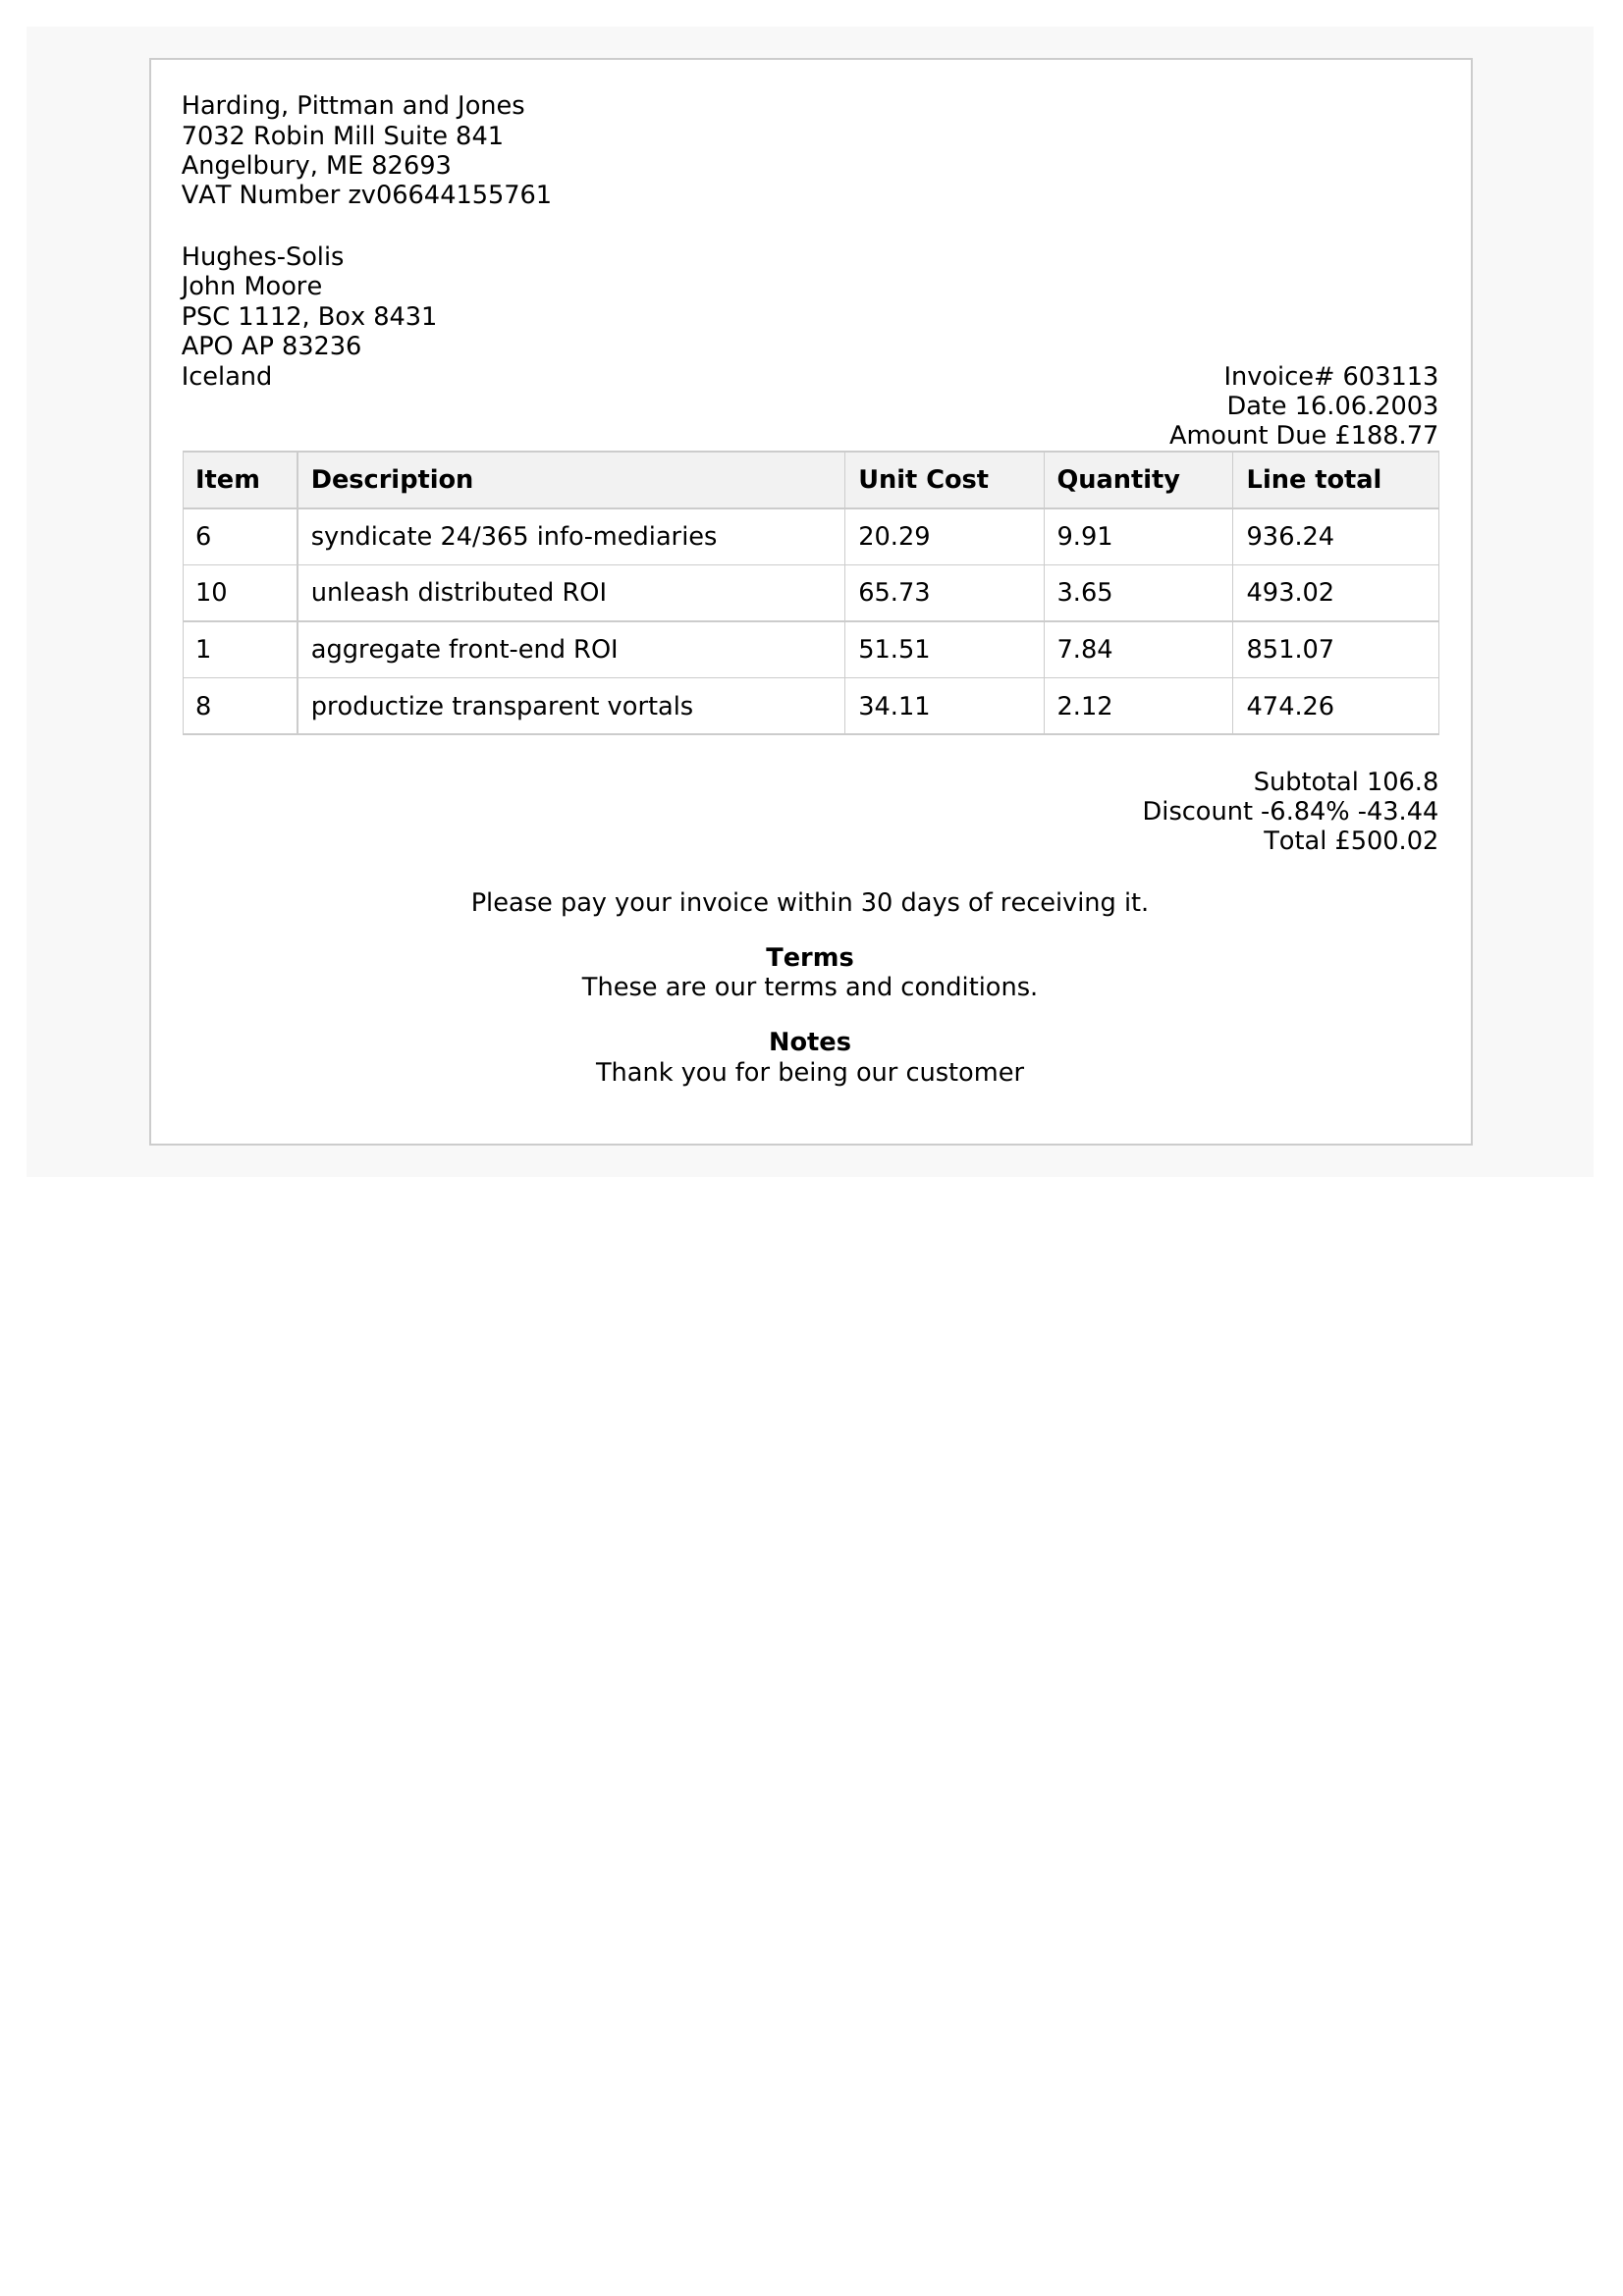 Harding, Pittman and Jones
7032 Robin Mill Suite 841
Angelbury, ME 82693
VAT Number zv06644155761
Hughes-Solis
John Moore
PSC 1112, Box 8431
APO AP 83236
Iceland
Invoice# 603113
Date 16.06.2003
Amount Due £188.77
Item Description Unit Cost Quantity Line total
6 syndicate 24/365 info-mediaries 20.29 9.91 936.24
10 unleash distributed ROI 65.73 3.65 493.02
1 aggregate front-end ROI 51.51 7.84 851.07
8 productize transparent vortals 34.11 2.12 474.26
Subtotal 106.8
Discount -6.84% -43.44
Total £500.02
Please pay your invoice within 30 days of receiving it.
Terms
These are our terms and conditions.
Notes
Thank you for being our customer